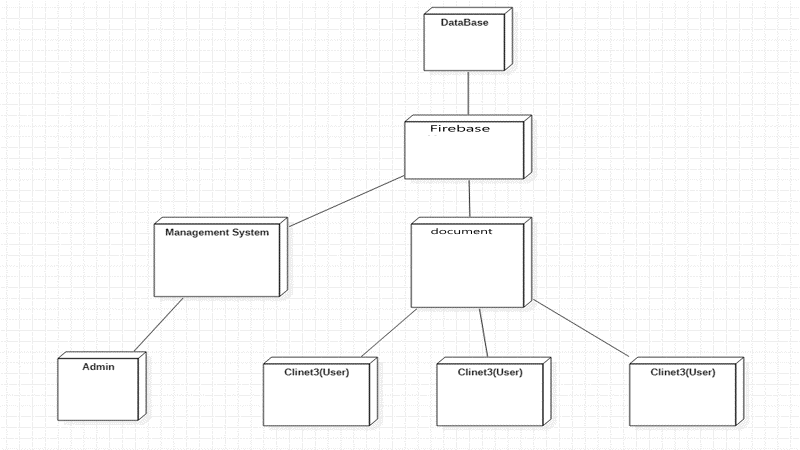 DataBase
Firebase
Management System
document
Admin
Clinet3(User)
Clinet3(User)
Clinet3(User)